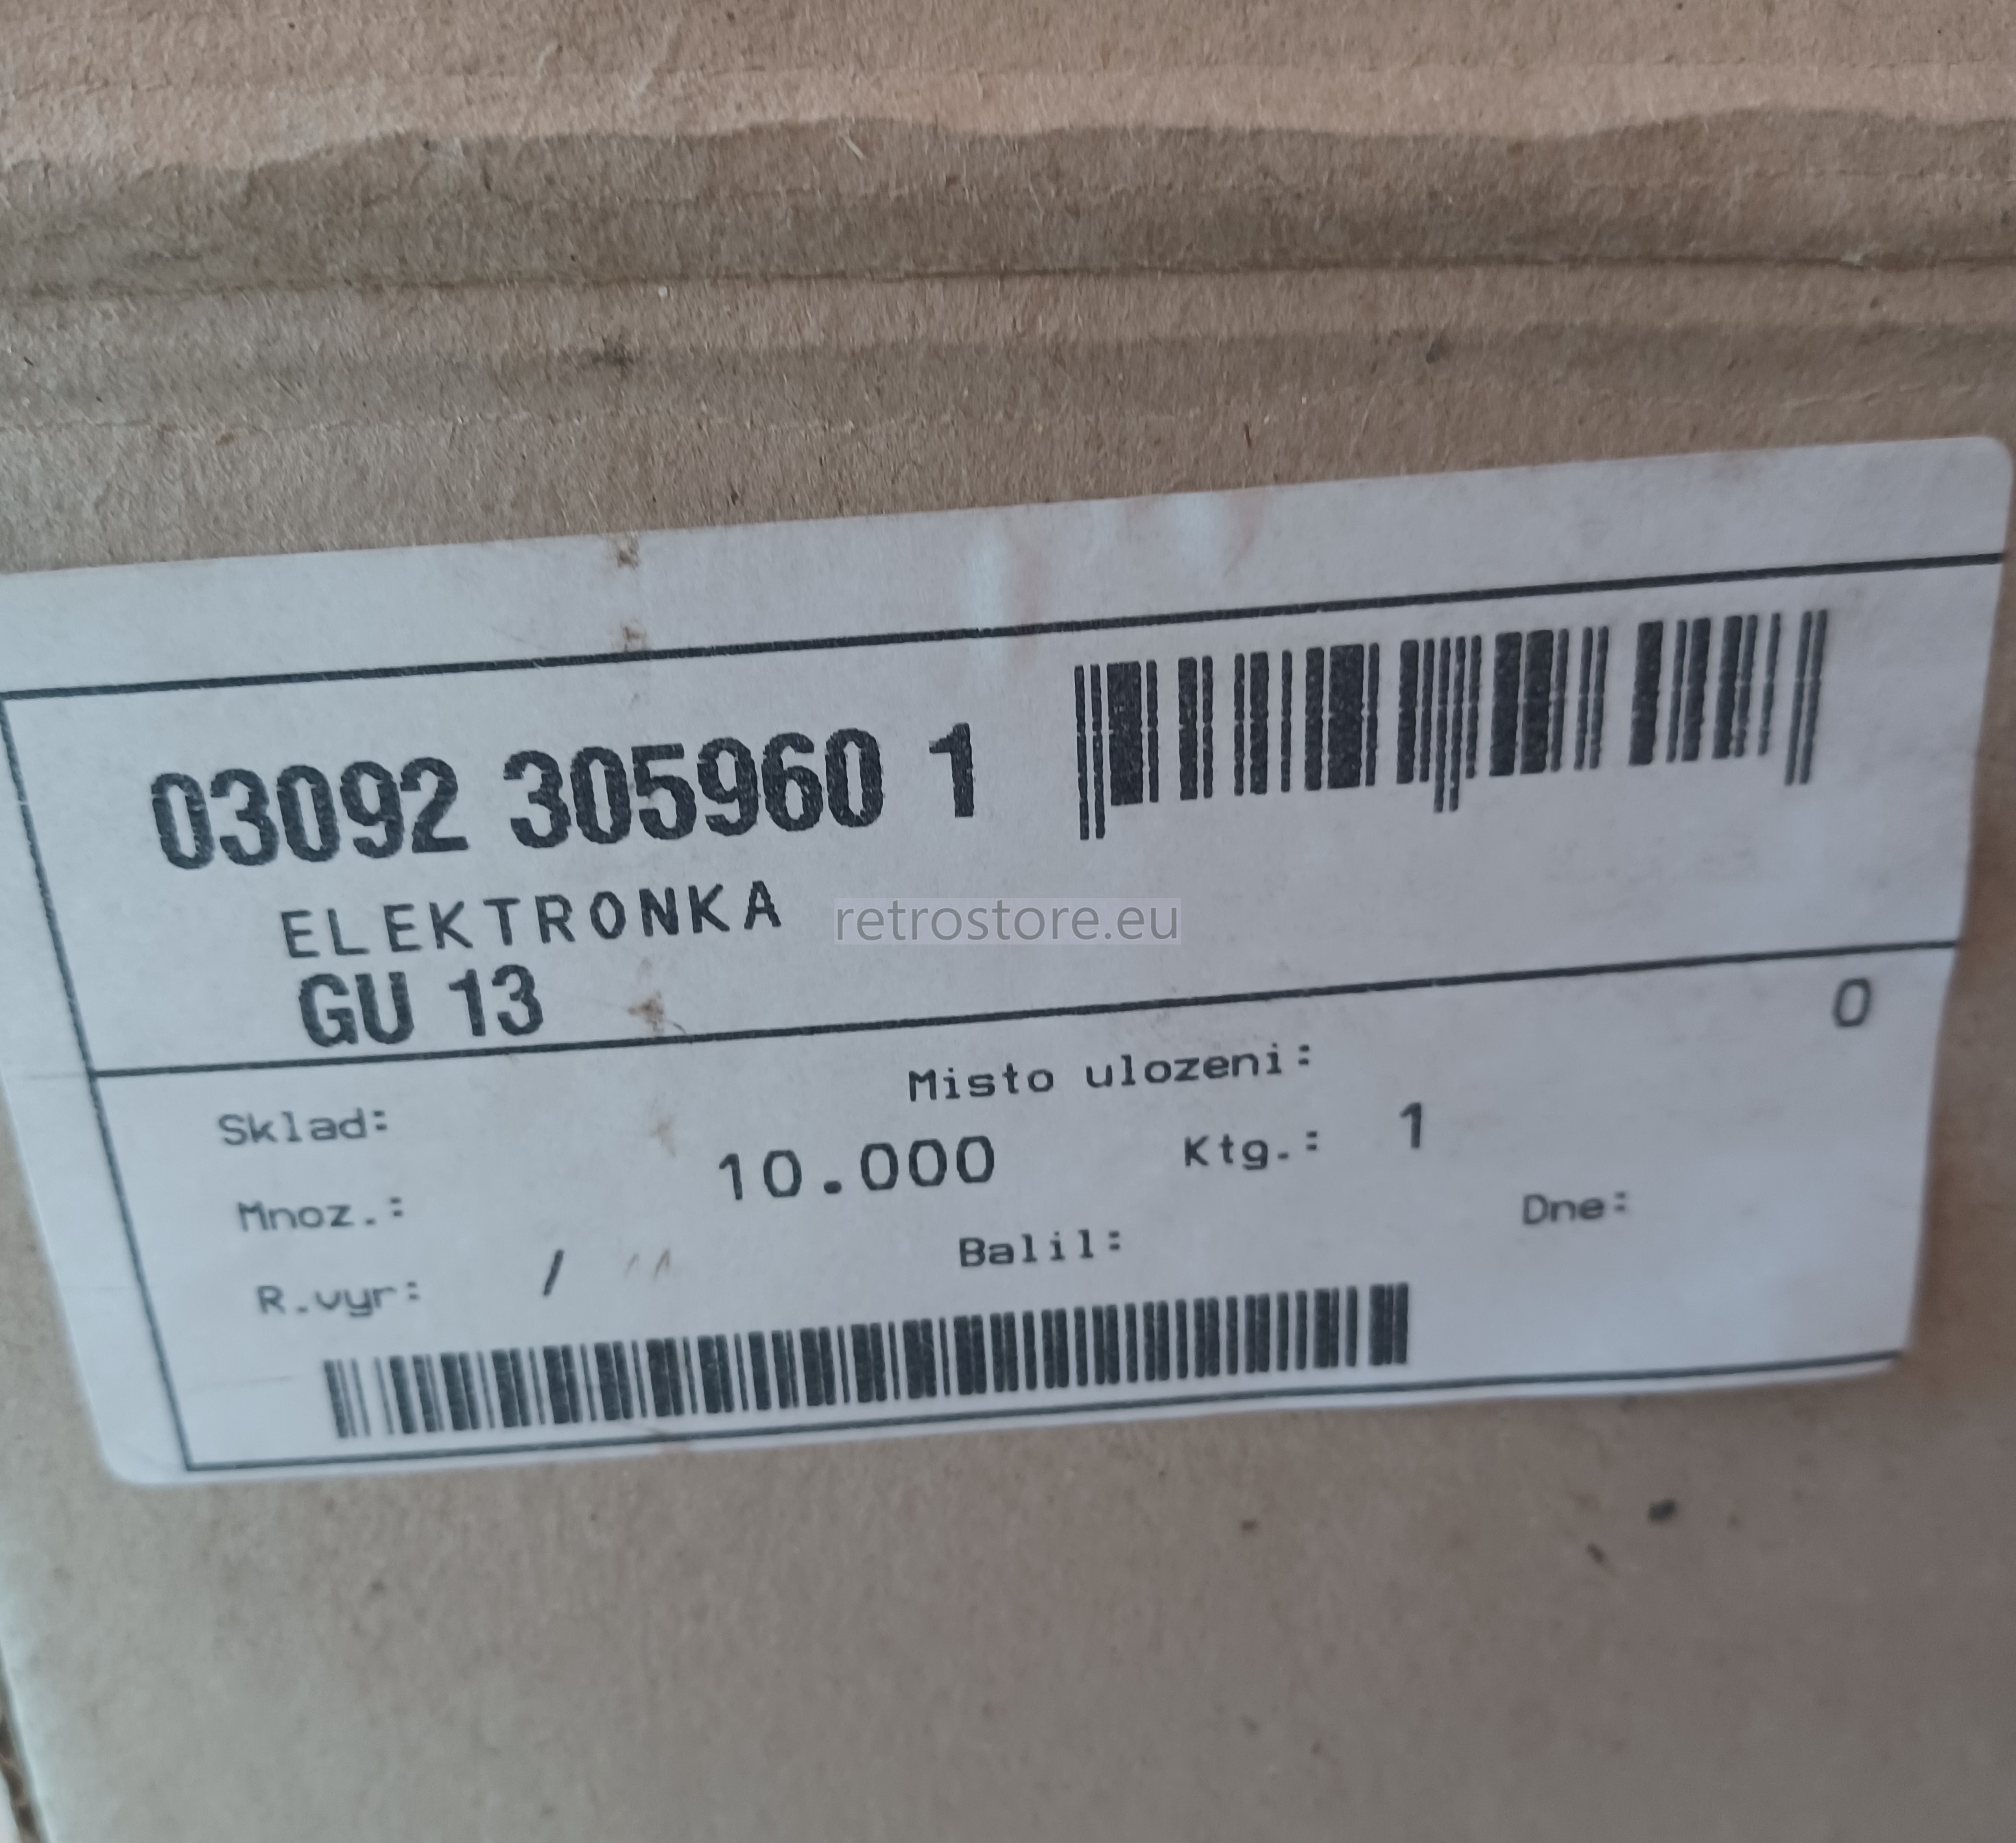 03092 305960 1
ELEKTRONKA
retrostore.eu
GU 13
0
Sklad:
Misto ulozeni:
Mnoz.: 10.000 Ktg.: 1
R.vyr: / Balil: Dne: